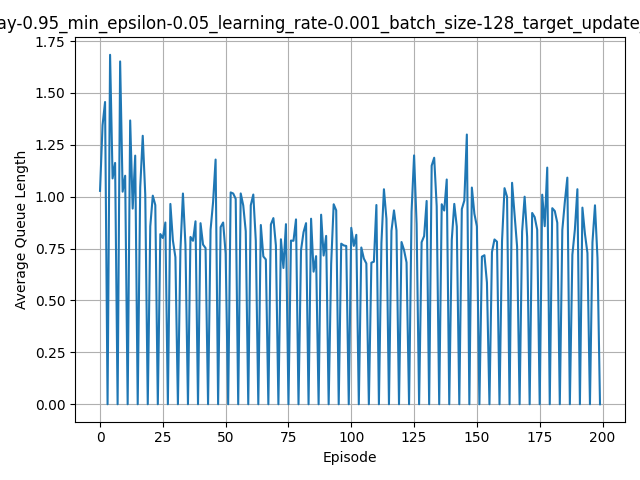 ay-0.95_min_epsilon-0.05_learning_rate-0.001_batch_size-128_target_update_
1.75
1.50
1.25
1.00
0.75
0.50
0.25
0.00
Average Queue Length
0 25 50 75 100 125 150 175 200
Episode